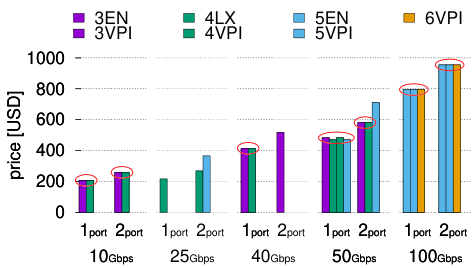 3EN 4LX 5EN 6VPI
3VPI 4VPI 5VPI
price [USD]
1000
800
600
400
200
0
1port 2port 1port 2port 1port 2port 1port 2port 1port 2port
10Gbps 25Gbps 40Gbps 50Gbps 100Gbps